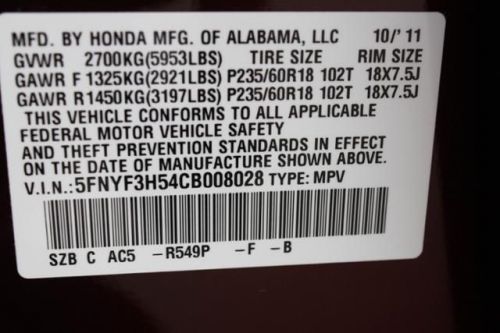 MFD. BY HONDA MFG. OF ALABAMA, LLC 10/'11
GVWR 2700KG(5953LBS) TIRE SIZE RIM SIZE
GAWR F 1325KG(2921LBS) P235/60R18 102T 18X7.5J
GAWR R1450KG(3197LBS) P235/60R18 102T 18X7.5J
THIS VEHICLE CONFORMS TO ALL APPLICABLE
FEDERAL MOTOR VEHICLE SAFETY
AND THEFT PREVENTION STANDARDS IN EFFECT
ON THE DATE OF MANUFACTURE SHOWN ABOVE.
V.I.N.:5FNYF3H54CB008028 TYPE: MPV
SZB C AC5 -R549P -F -B